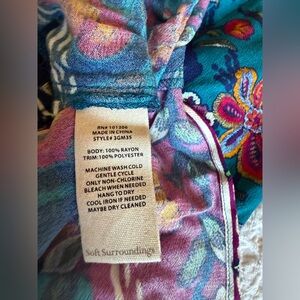 RN# 101306
MADE IN CHINA
STYLE# 3GM35
BODY: 100% RAYON
TRIM: 100% POLYESTER
MACHINE WASH COLD
GENTLE CYCLE
ONLY NON-CHLORINE
BLEACH WHEN NEEDED
HANG TO DRY
COOL IRON IF NEEDED
MAYBE DRY CLEANED
Soft Surroundings